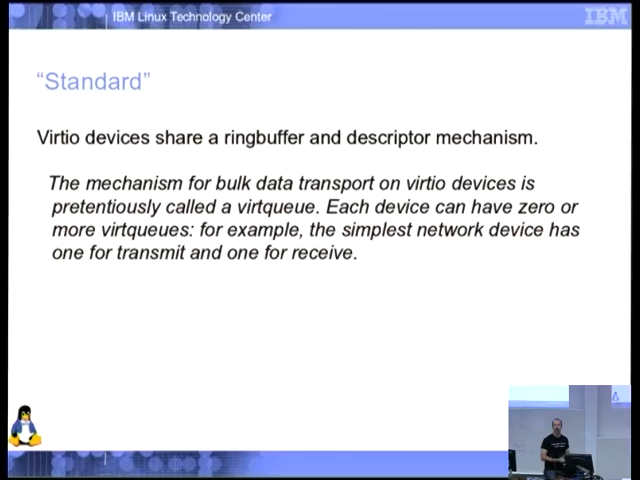 IBM Linux Technology Center
IBM
“Standard”
Virtio devices share a ringbuffer and descriptor mechanism.
The mechanism for bulk data transport on virtio devices is
pretentiously called a virtqueue. Each device can have zero or
more virtqueues: for example, the simplest network device has
one for transmit and one for receive.